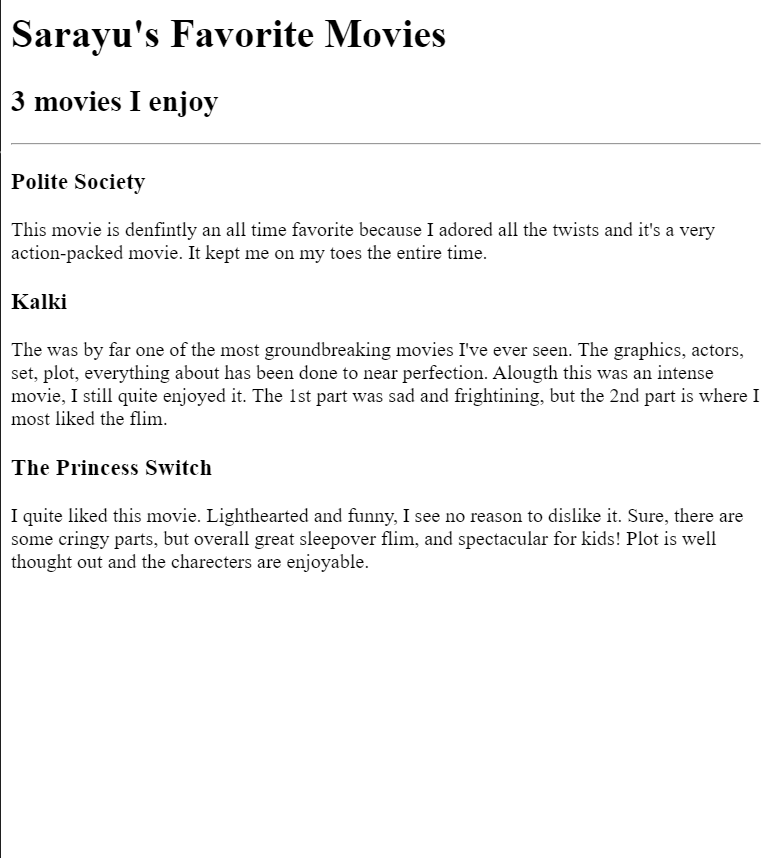 Sarayu's Favorite Movies
3 movies I enjoy
Polite Society
This movie is denfintly an all time favorite because I adored all the twists and it's a very
action-packed movie. It kept me on my toes the entire time.
Kalki
The was by far one of the most groundbreaking movies I've ever seen. The graphics, actors,
set, plot, everything about has been done to near perfection. Alougth this was an intense
movie, I still quite enjoyed it. The 1st part was sad and frightining, but the 2nd part is where I
most liked the flim.
The Princess Switch
I quite liked this movie. Lighthearted and funny, I see no reason to dislike it. Sure, there are
some cringy parts, but overall great sleepover flim, and spectacular for kids! Plot is well
thought out and the charecters are enjoyable.